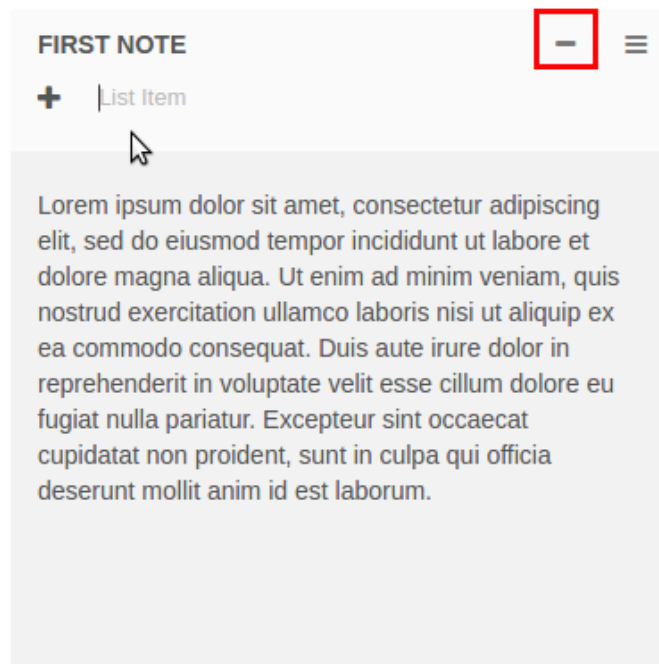 FIRST NOTE
List Item
Lorem ipsum dolor sit amet, consectetur adipiscing
elit, sed do eiusmod tempor incididunt ut labore et
dolore magna aliqua. Ut enim ad minim veniam, quis
nostrud exercitation ullamco laboris nisi ut aliquip ex
ea commodo consequat. Duis aute irure dolor in
reprehenderit in voluptate velit esse cillum dolore eu
fugiat nulla pariatur. Excepteur sint occaecat
cupidatat non proident, sunt in culpa qui officia
deserunt mollit anim id est laborum.